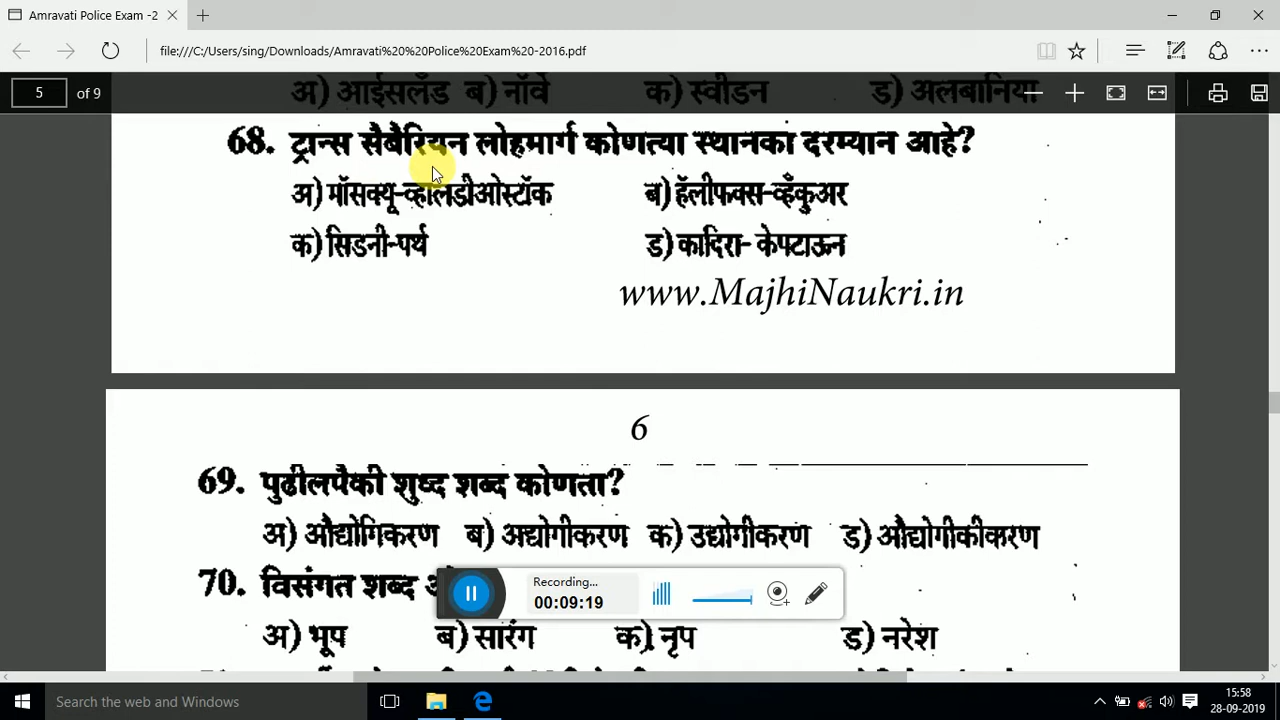 Amravati Police Exam -2
file:///C:/Users/sing/Downloads/Amravati%20%20Police%20Exam%20-2016.pdf
5 of 9
अ) आईसलँड ब) नॉर्वे क) स्वीडन ड) अलबानिया
68. ट्रान्स सैबैरियन लोहमार्ग कोणत्या स्थानका दरम्यान आहे?
अ) मॉसक्यू-व्हालडीओस्टॉक ब) हॅलीफक्स-व्हँकुअर
क) सिडनी-पर्थ ड) कादिरा- केपटाऊन
www.MajhiNaukri.in
6
69. पुढीलपैकी शुध्द शब्द कोणता?
अ) औद्योगिकरण ब) अद्योगीकरण क) उद्योगीकरण ड) औद्योगीकीकरण
70. विसंगत शब्द
Recording...
00:09:19
अ) भूप ब) सारंग क) नृप ड) नरेश
Search the web and Windows
15:58
28-09-2019